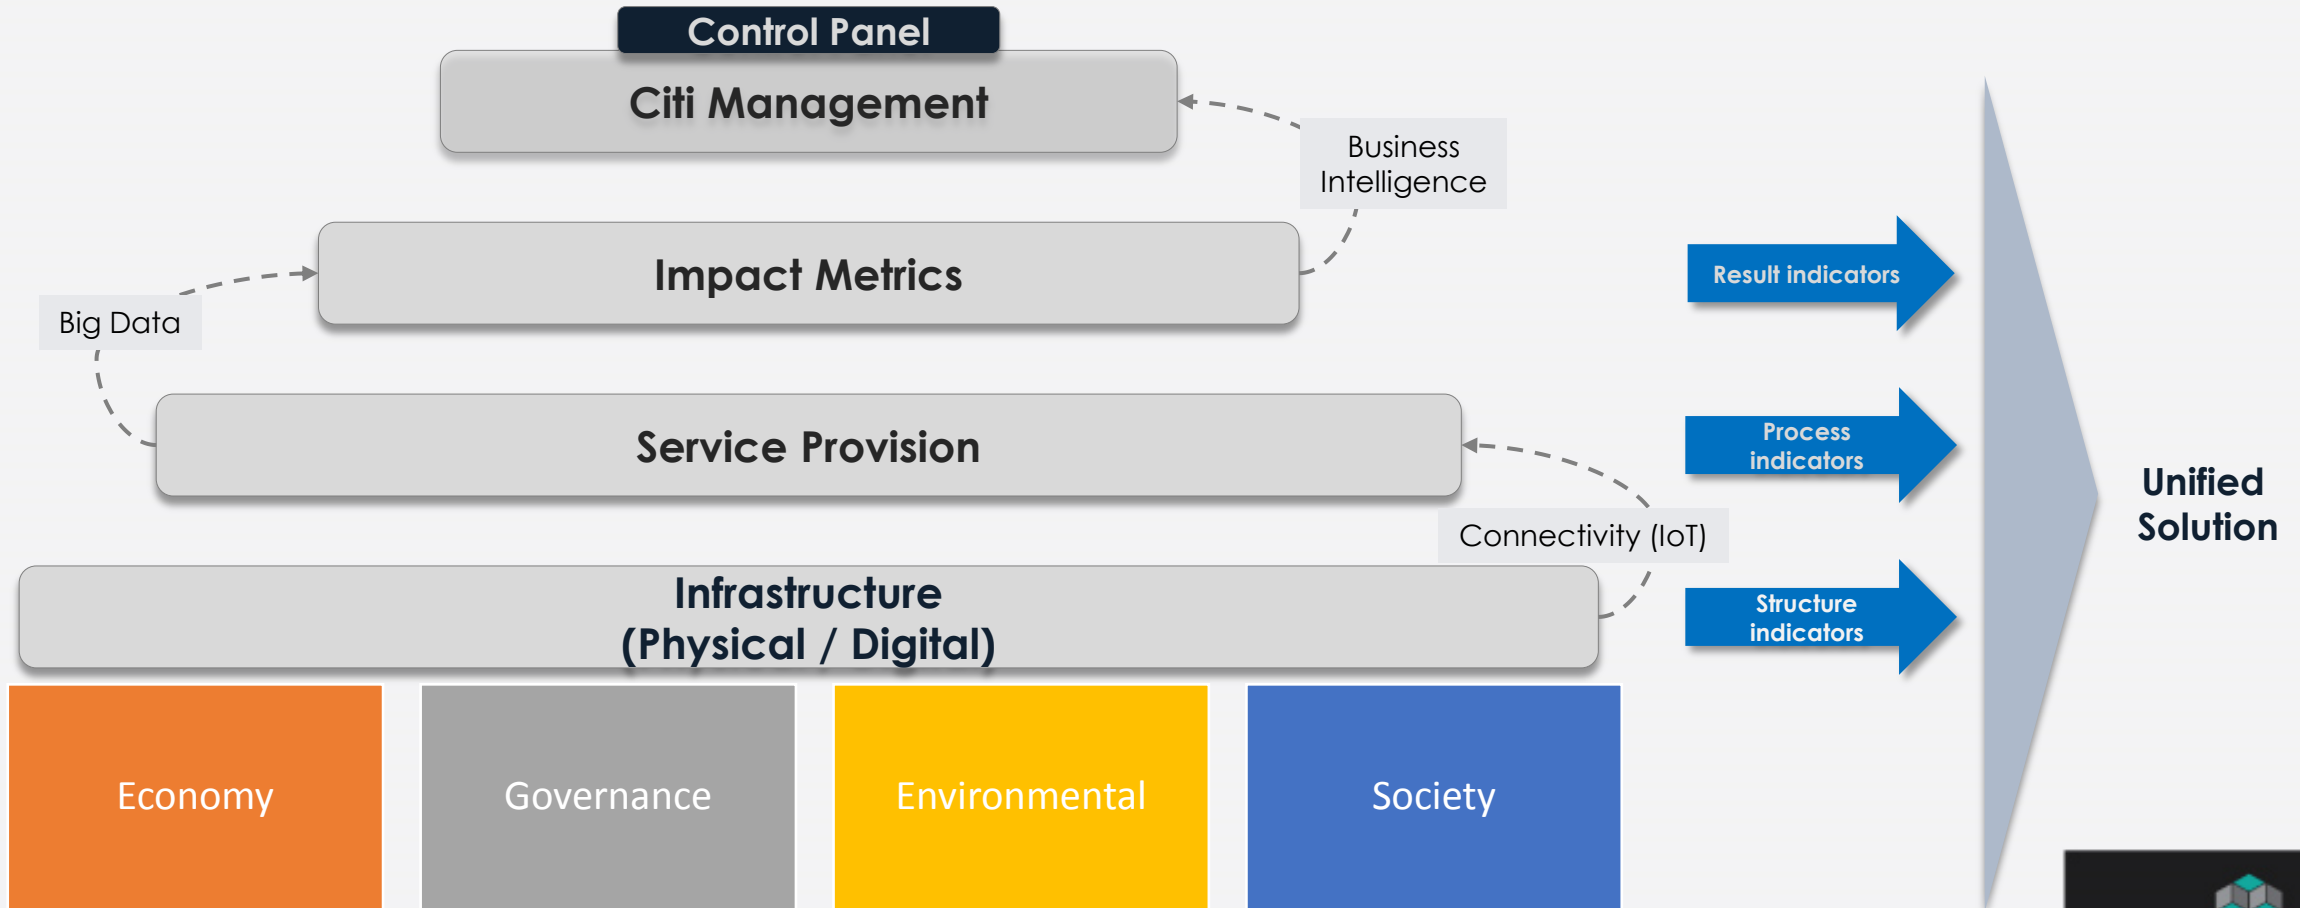 Control Panel
Citi Management
Business
Intelligence
Impact Metrics
Result indicators
Big Data
Service Provision
Process
indicators
Unified
Solution
Connectivity (IoT)
Infrastructure
(Physical / Digital)
Structure
indicators
Economy
Governance
Environmental
Society